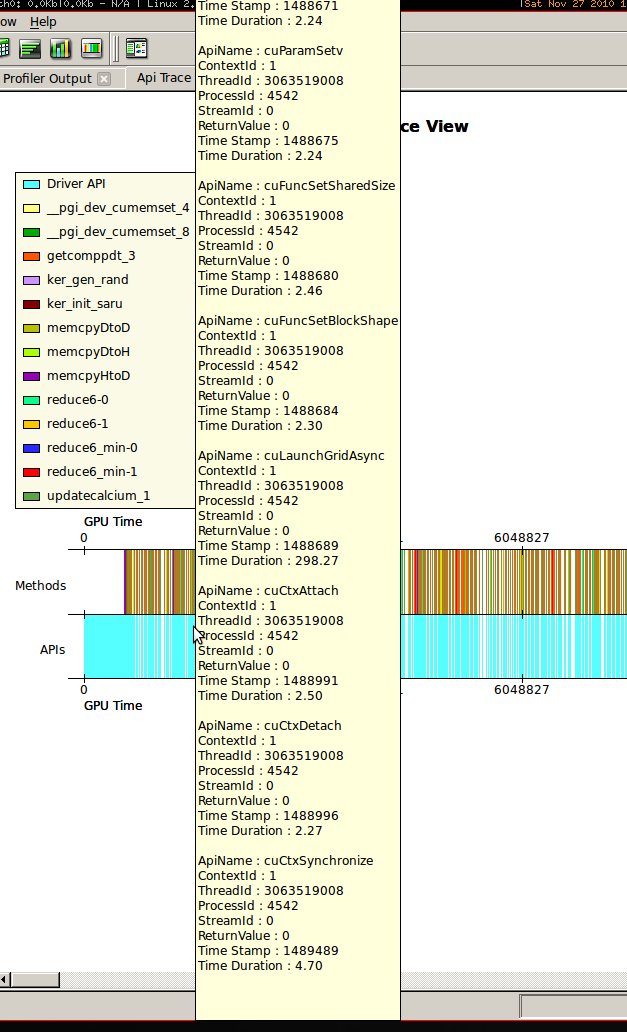 0.0Kb|0.0Kb - N/A | Linux 2.
|Sat Nov 27 2010 1
ow Help
Profiler Output
Api Trace
ce View
Driver API
__pgi_dev_cumemset_4
__pgi_dev_cumemset_8
getcomppdt_3
ker_gen_rand
ker_init_saru
memcpyDtoD
memcpyDtoH
memcpyHtoD
reduce6-0
reduce6-1
reduce6_min-0
reduce6_min-1
updatecalcium_1
GPU Time
0
6048827
Methods
APIs
0
6048827
GPU Time
Time Stamp : 1488671
Time Duration : 2.24
ApiName : cuParamSetv
ContextId : 1
ThreadId : 3063519008
ProcessId : 4542
StreamId : 0
ReturnValue : 0
Time Stamp : 1488675
Time Duration : 2.24
ApiName : cuFuncSetSharedSize
ContextId : 1
ThreadId : 3063519008
ProcessId : 4542
StreamId : 0
ReturnValue : 0
Time Stamp : 1488680
Time Duration : 2.46
ApiName : cuFuncSetBlockShape
ContextId : 1
ThreadId : 3063519008
ProcessId : 4542
StreamId : 0
ReturnValue : 0
Time Stamp : 1488684
Time Duration : 2.30
ApiName : cuLaunchGridAsync
ContextId : 1
ThreadId : 3063519008
ProcessId : 4542
StreamId : 0
ReturnValue : 0
Time Stamp : 1488689
Time Duration : 298.27
ApiName : cuCtxAttach
ContextId : 1
ThreadId : 3063519008
ProcessId : 4542
StreamId : 0
ReturnValue : 0
Time Stamp : 1488991
Time Duration : 2.50
ApiName : cuCtxDetach
ContextId : 1
ThreadId : 3063519008
ProcessId : 4542
StreamId : 0
ReturnValue : 0
Time Stamp : 1488996
Time Duration : 2.27
ApiName : cuCtxSynchronize
ContextId : 1
ThreadId : 3063519008
ProcessId : 4542
StreamId : 0
ReturnValue : 0
Time Stamp : 1489489
Time Duration : 4.70